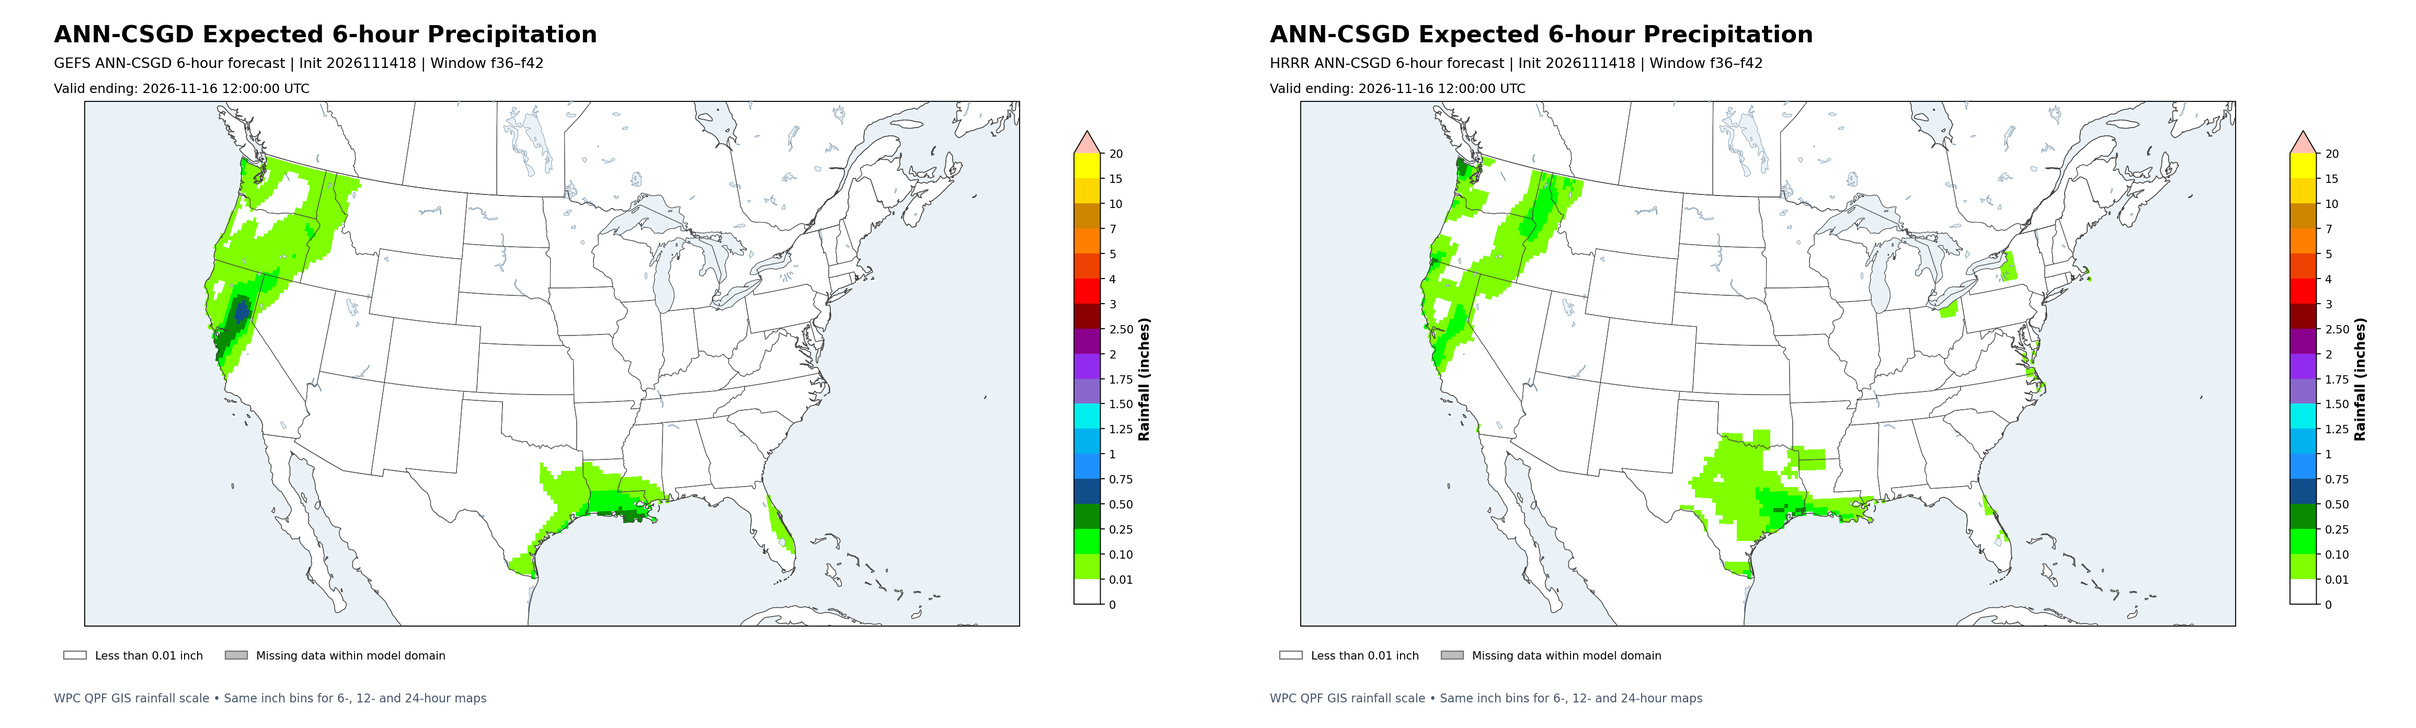 ANN-CSGD Expected 6-hour Precipitation
GEFS ANN-CSGD 6-hour forecast | Init 2026111418 | Window f36–f42
Valid ending: 2026-11-16 12:00:00 UTC
20
15
10
7
5
4
3
2.50
2
1.75
1.50
1.25
1
0.75
0.50
0.25
0.10
0.01
0
Rainfall (inches)
Less than 0.01 inch
Missing data within model domain
WPC QPF GIS rainfall scale • Same inch bins for 6-, 12- and 24-hour maps
ANN-CSGD Expected 6-hour Precipitation
HRRR ANN-CSGD 6-hour forecast | Init 2026111418 | Window f36–f42
Valid ending: 2026-11-16 12:00:00 UTC
20
15
10
7
5
4
3
2.50
2
1.75
1.50
1.25
1
0.75
0.50
0.25
0.10
0.01
0
Rainfall (inches)
Less than 0.01 inch
Missing data within model domain
WPC QPF GIS rainfall scale • Same inch bins for 6-, 12- and 24-hour maps